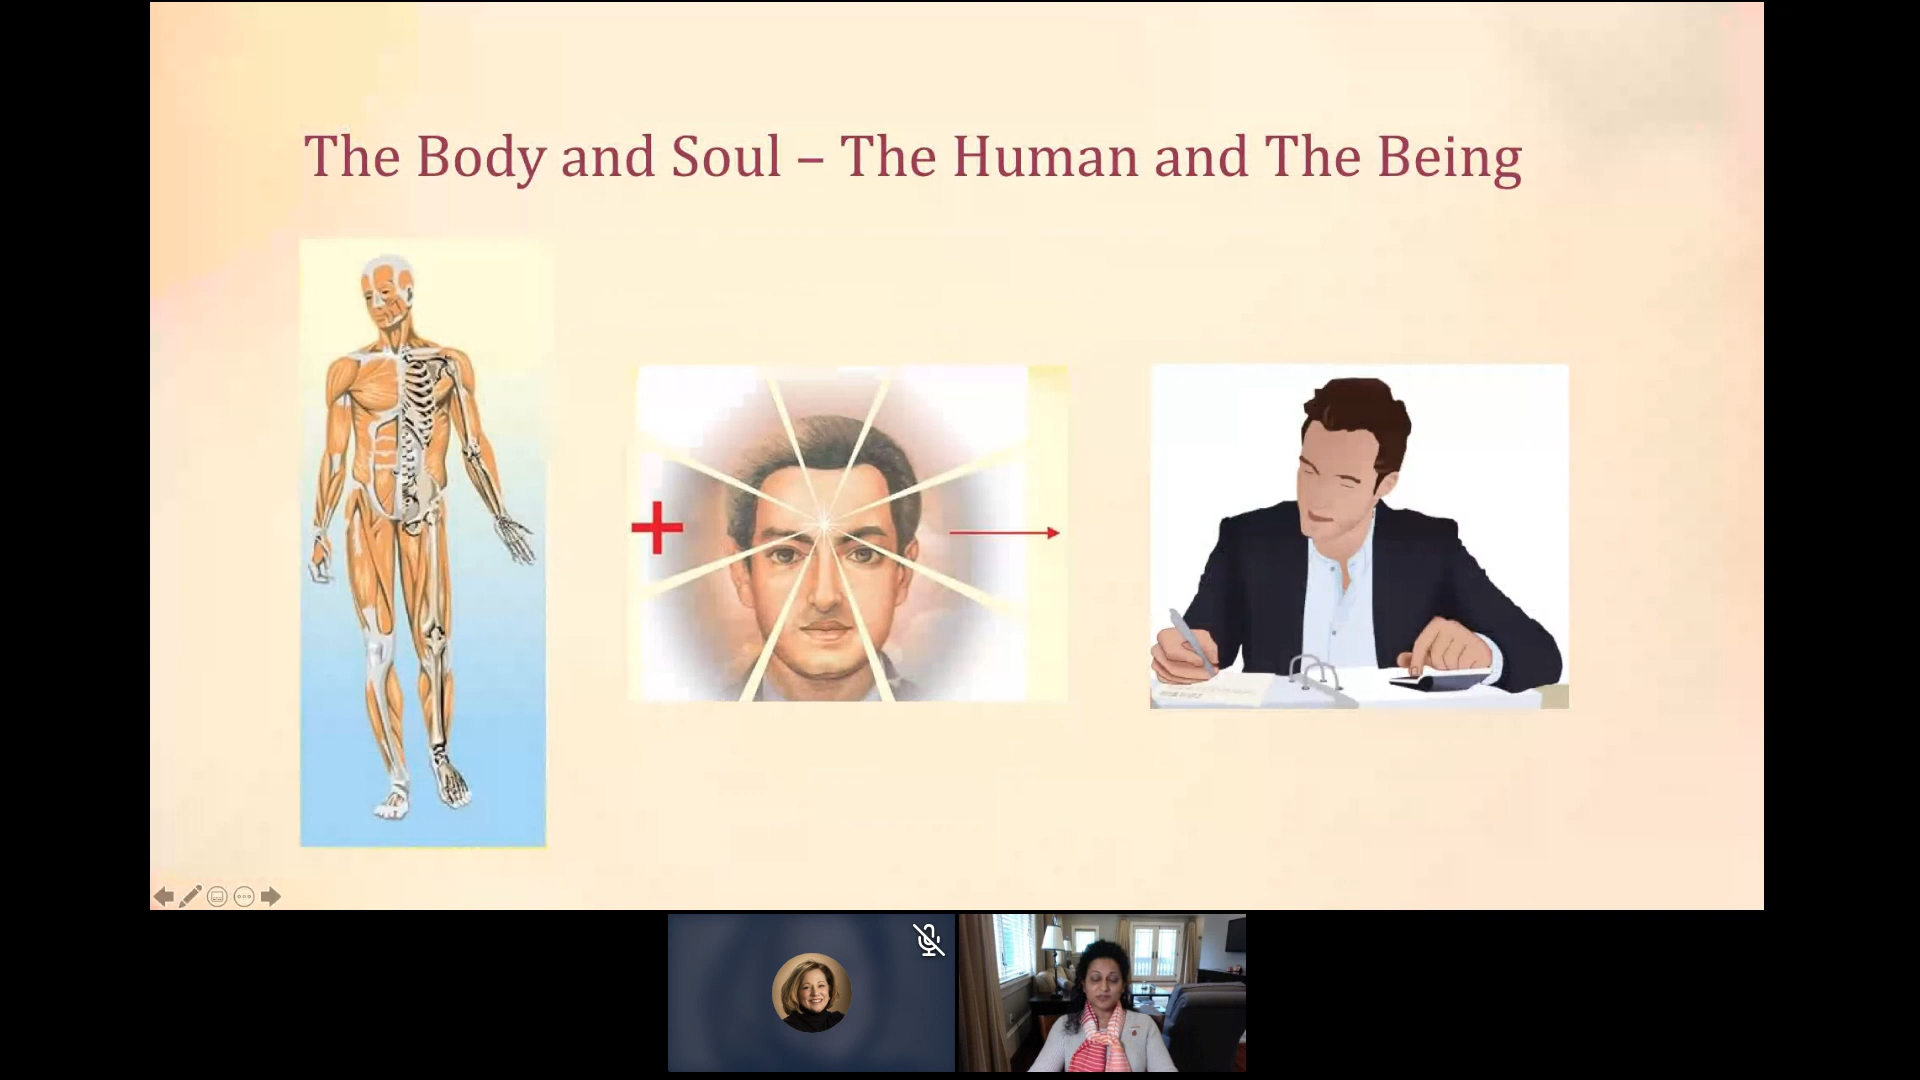 The Body and Soul – The Human and The Being